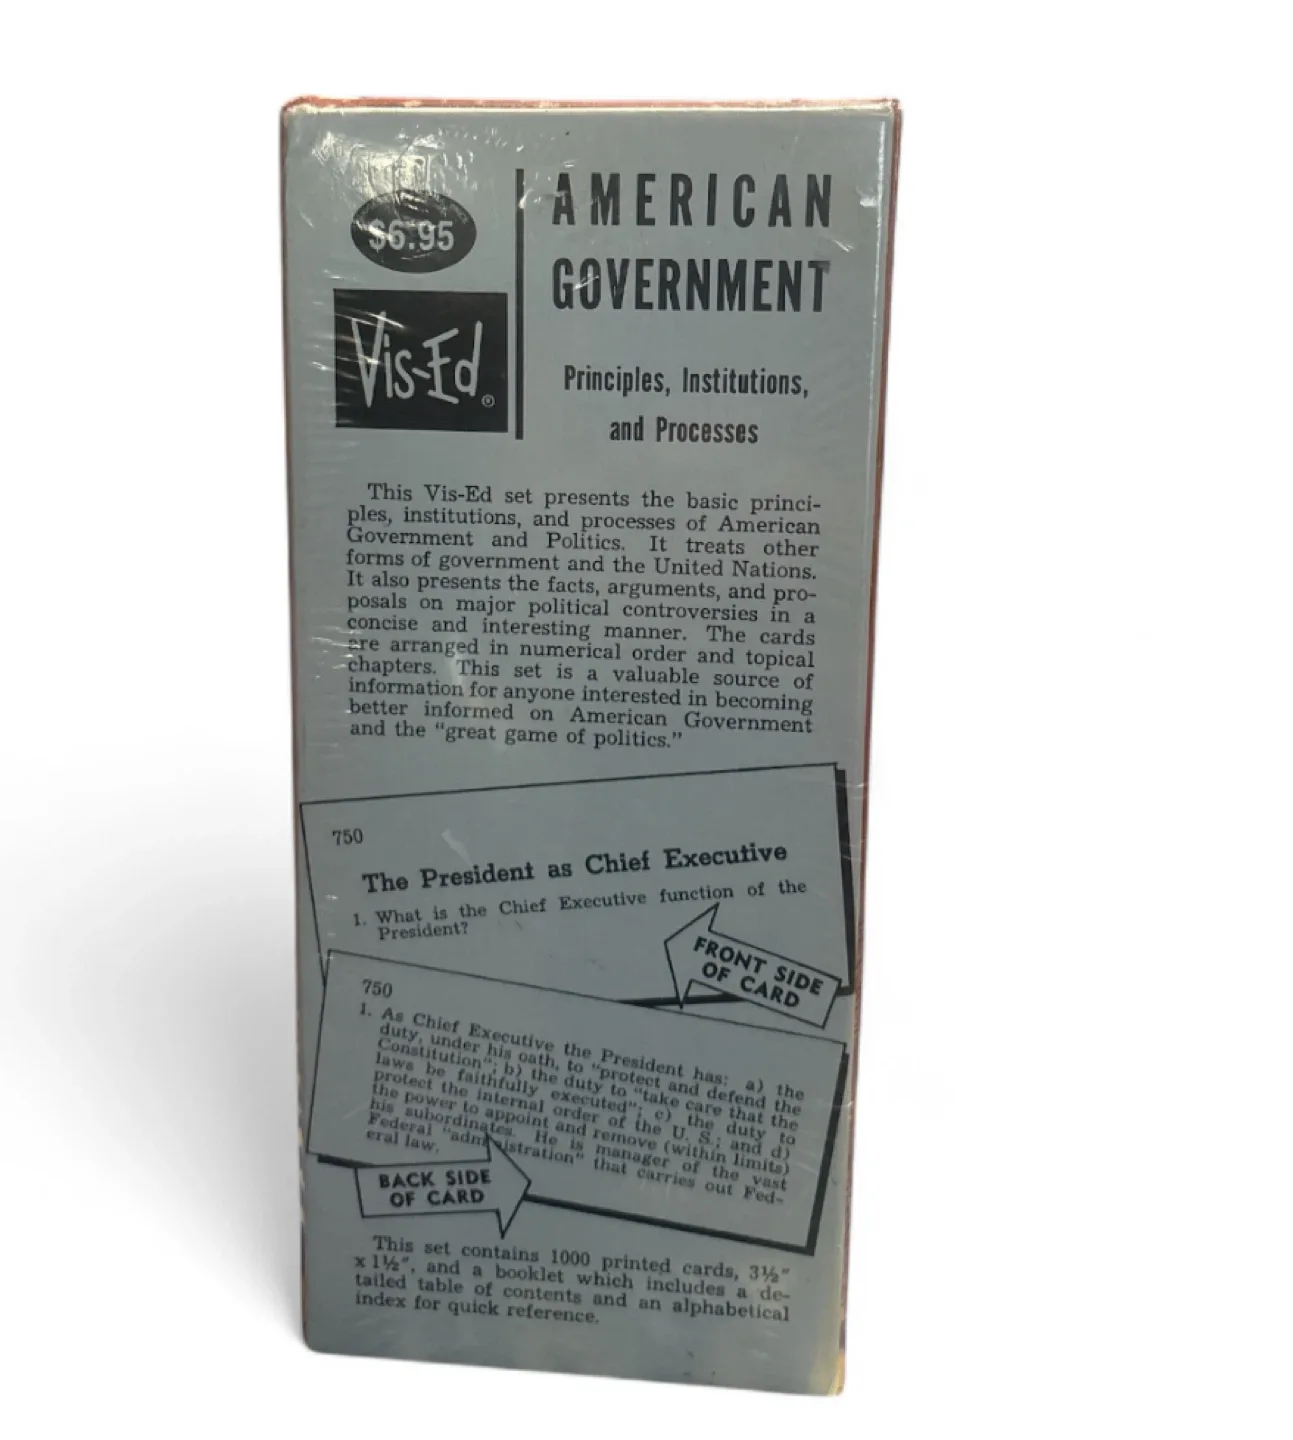 $6.95
Vis-Ed®
AMERICAN
GOVERNMENT
Principles, Institutions,
and Processes
This Vis-Ed set presents the basic princi-
ples, institutions, and processes of American
Government and Politics. It treats other
forms of government and the United Nations.
It also presents the facts, arguments, and pro-
posals on major political controversies in a
concise and interesting manner. The cards
are arranged in numerical order and topical
chapters. This set is a valuable source of
information for anyone interested in becoming
better informed on American Government
and the "great game of politics."
750
The President as Chief Executive
1. What is the Chief Executive function of the
President?
FRONT SIDE
OF CARD
750
1. As Chief Executive the President has: a) the
duty, under his oath, to "protect and defend the
Constitution"; b) the duty to "take care that the
laws be faithfully executed"; c) the duty to
protect the internal order of the U. S.; and d)
the power to appoint and remove (within limits)
his subordinates. He is manager of the vast
Federal "administration" that carries out Fed-
eral law.
BACK SIDE
OF CARD
This set contains 1000 printed cards, 3½"
x 1½", and a booklet which includes a de-
tailed table of contents and an alphabetical
index for quick reference.